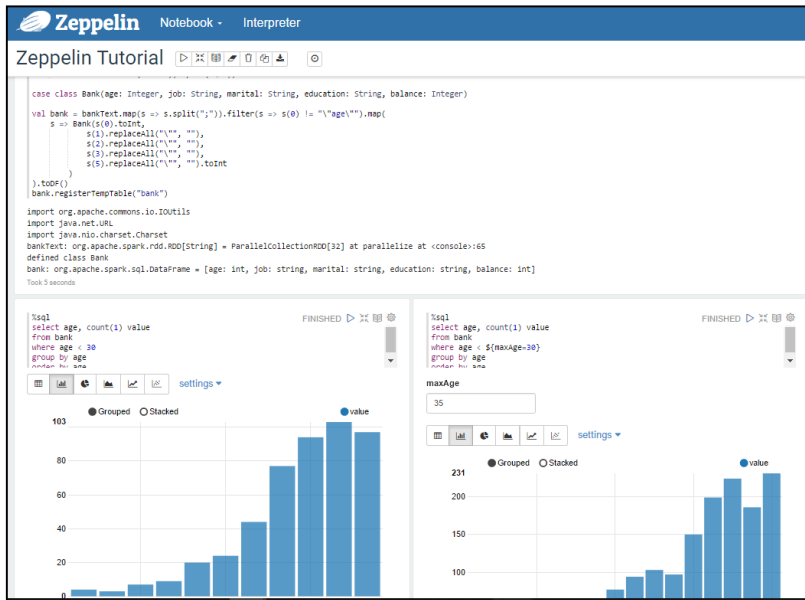 Zeppelin Notebook Interpreter
Zeppelin Tutorial
case class Bank(age: Integer, job: String, marital: String, education: String, balance: Integer)
val bank = bankText.map(s => s.split(";")).filter(s => s(0) != "\"age\"").map(
s => Bank(s(0).toInt,
s(1).replaceAll("\"", ""),
s(2).replaceAll("\"", ""),
s(3).replaceAll("\"", ""),
s(5).replaceAll("\"", "").toInt
)
).toDF()
bank.registerTempTable("bank")
import org.apache.commons.io.IOUtils
import java.net.URL
import java.nio.charset.Charset
bankText: org.apache.spark.rdd.RDD[String] = ParallelCollectionRDD[32] at parallelize at <console>:65
defined class Bank
bank: org.apache.spark.sql.DataFrame = [age: int, job: string, marital: string, education: string, balance: int]
Took 5 seconds
%sql FINISHED
select age, count(1) value
from bank
where age < 30
group by age
order by age
settings
Grouped Stacked value
103
80
60
40
20
0
%sql FINISHED
select age, count(1) value
from bank
where age < ${maxAge=30}
group by age
order by age
maxAge
35
settings
Grouped Stacked value
231
200
150
100